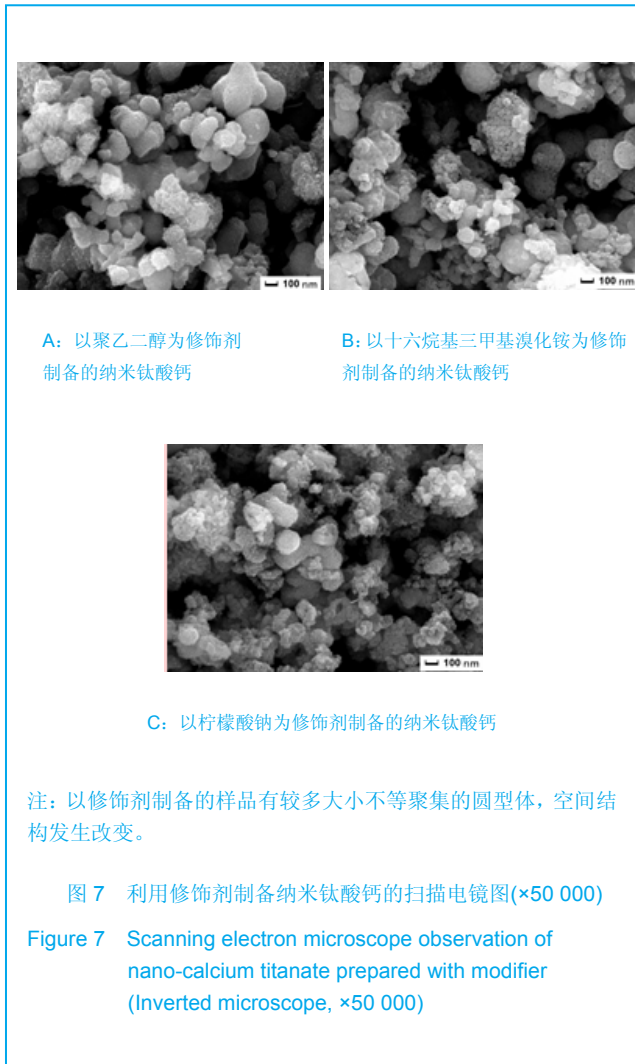 100 nm
100 nm
A：以聚乙二醇为修饰剂
制备的纳米钛酸钙
B：以十六烷基三甲基溴化铵为修饰
剂制备的纳米钛酸钙
100 nm
C：以柠檬酸钠为修饰剂制备的纳米钛酸钙
注：以修饰剂制备的样品有较多大小不等聚集的圆型体，空间结
构发生改变。
图 7 利用修饰剂制备纳米钛酸钙的扫描电镜图(×50 000)
Figure 7 Scanning electron microscope observation of
nano-calcium titanate prepared with modifier
(Inverted microscope, ×50 000)